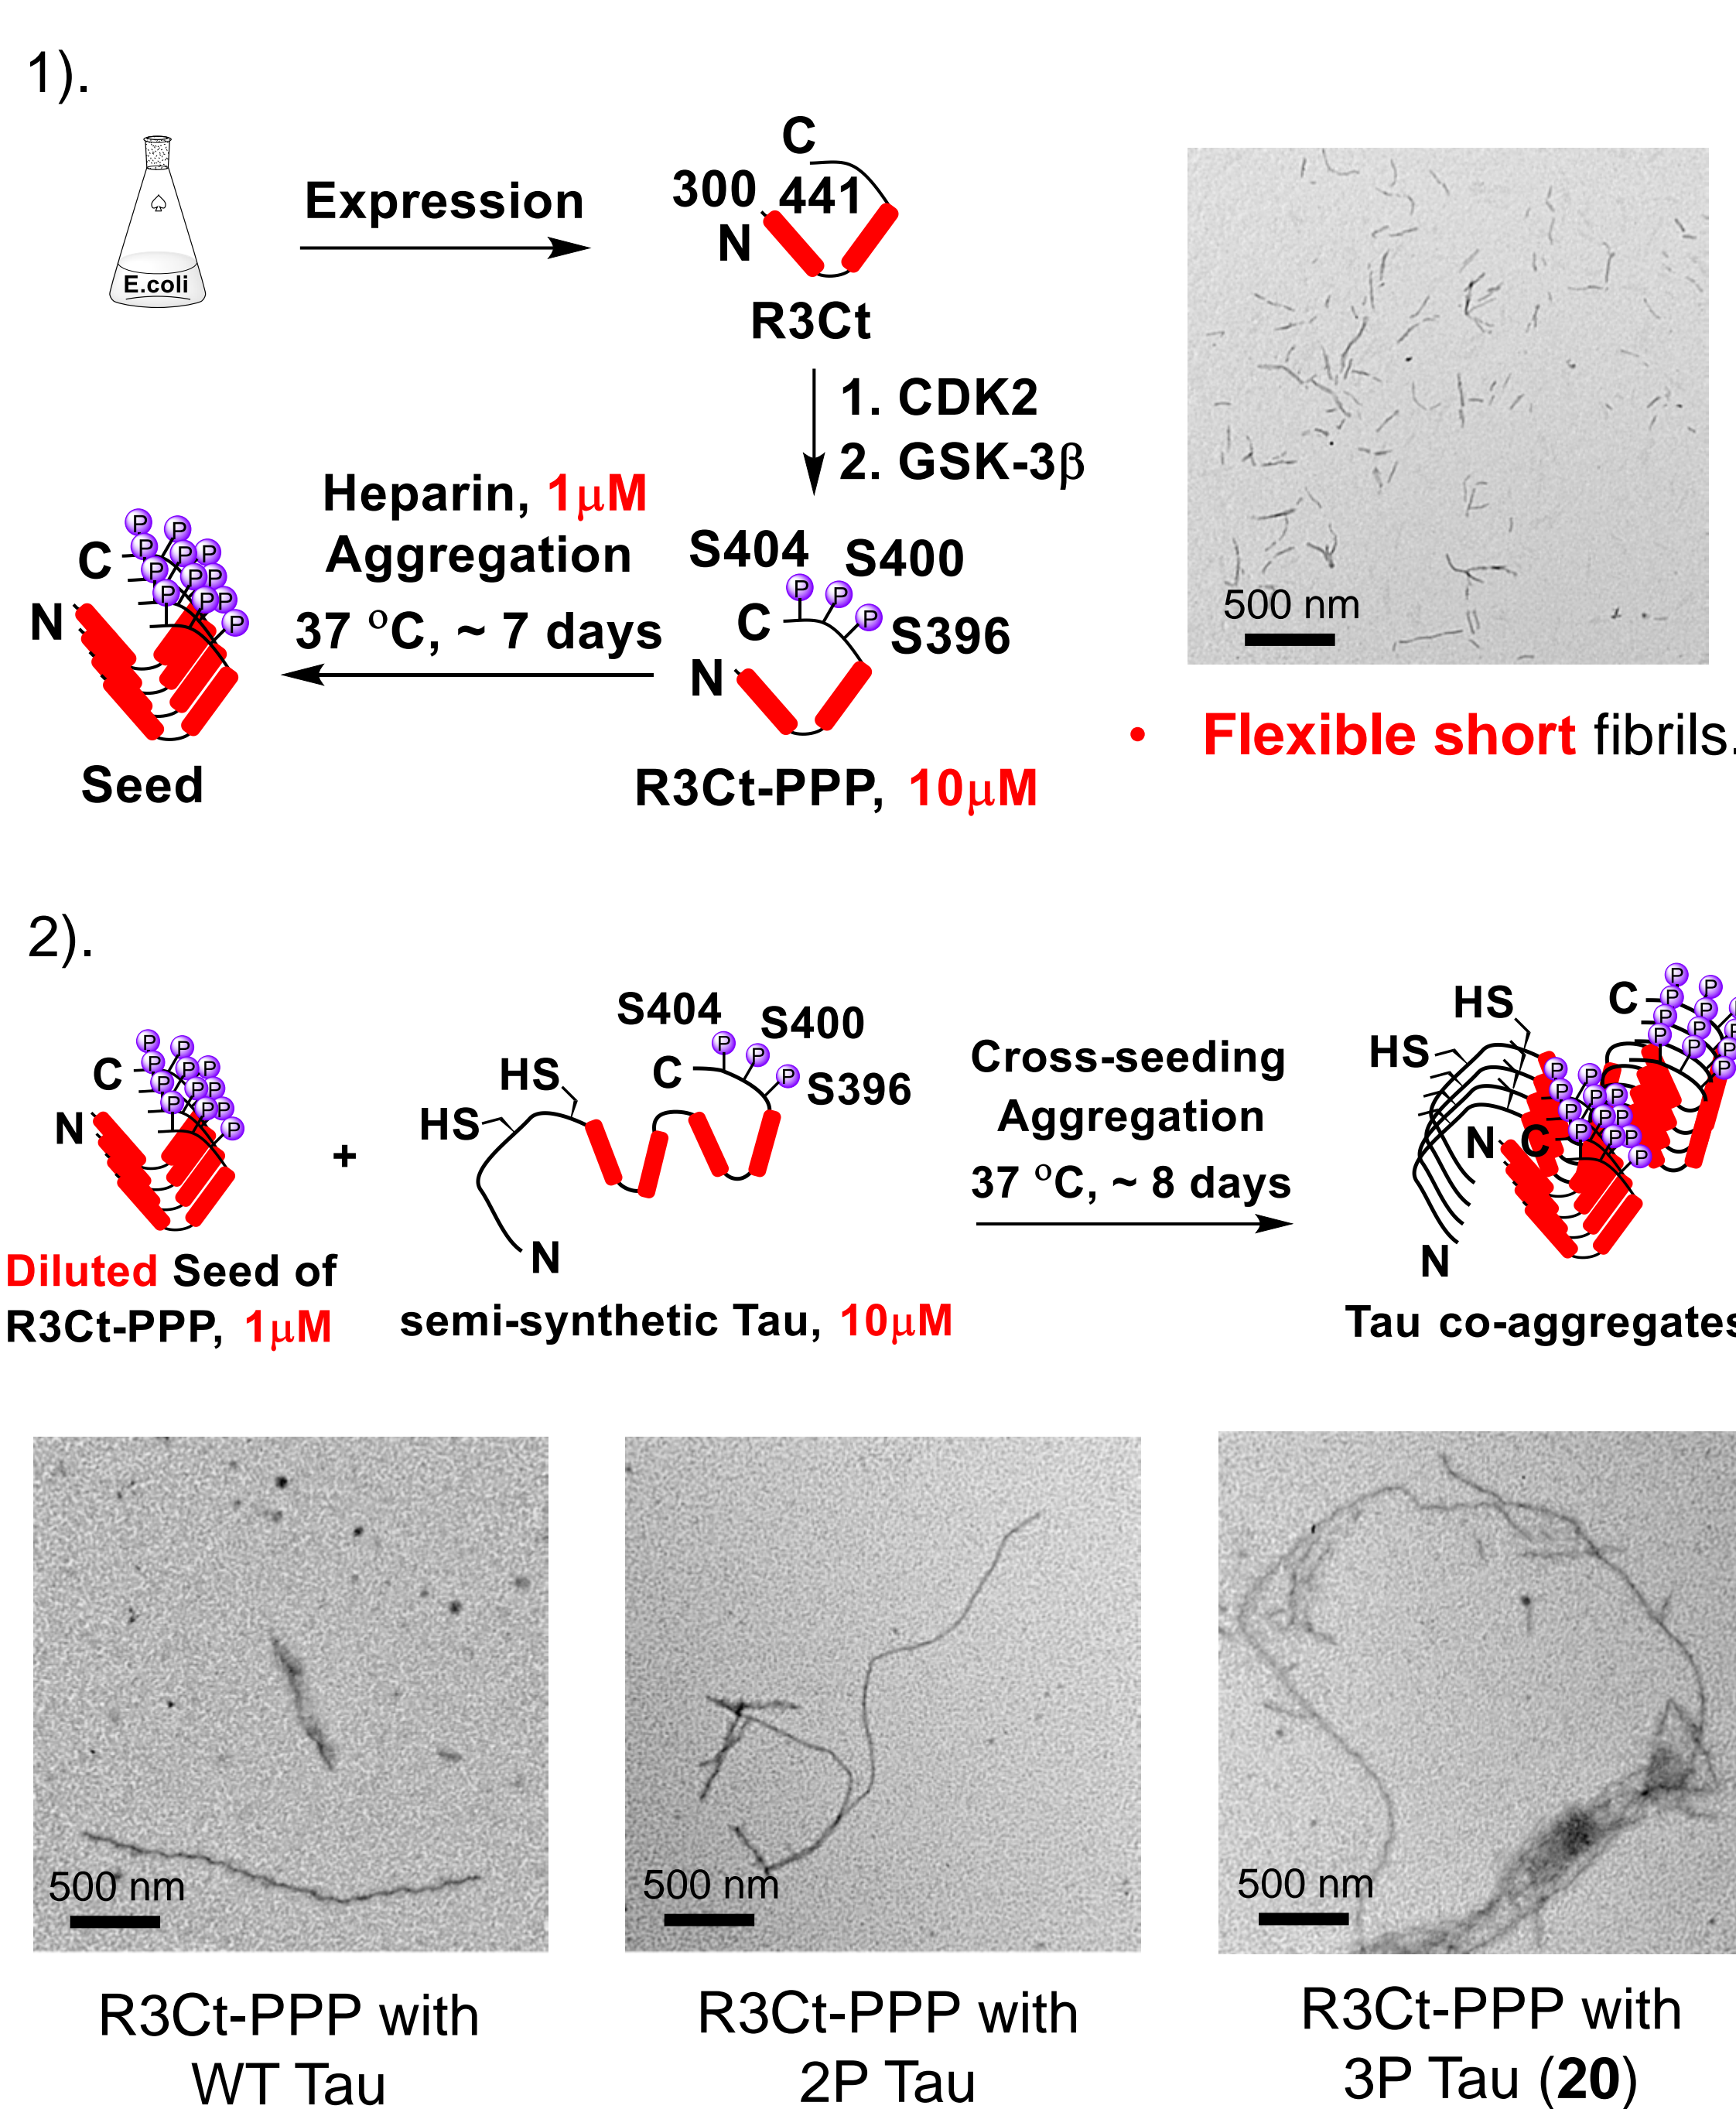 1).
E.coli
Expression
C
300 441
N
R3Ct
1. CDK2
2. GSK-3β
Heparin, 1μM
Aggregation
37 °C, ~ 7 days
P P P P P P P P P P P P
C
N
Seed
S404 S400
P P P
C
S396
N
R3Ct-PPP, 10μM
500 nm
• Flexible short fibrils.
2).
P P P P P P P P P P P P
C
N
Diluted Seed of
R3Ct-PPP, 1μM
+
S404 S400
P P P
HS C S396
HS
N
semi-synthetic Tau, 10μM
Cross-seeding
Aggregation
37 °C, ~ 8 days
HS C
HS
N C
N
Tau co-aggregates
500 nm
500 nm
500 nm
R3Ct-PPP with
WT Tau
R3Ct-PPP with
2P Tau
R3Ct-PPP with
3P Tau (20)